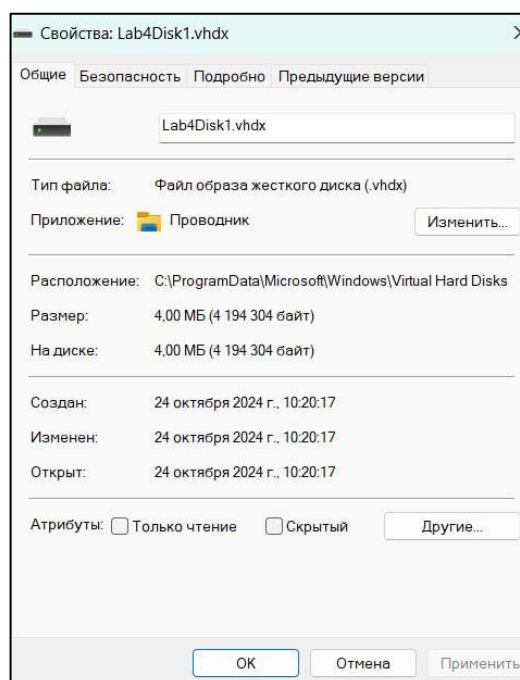 Свойства: Lab4Disk1.vhdx
Общие Безопасность Подробно Предыдущие версии
Lab4Disk1.vhdx
Тип файла: Файл образа жесткого диска (.vhdx)
Приложение: Проводник Изменить...
Расположение: C:\ProgramData\Microsoft\Windows\Virtual Hard Disks
Размер: 4,00 МБ (4 194 304 байт)
На диске: 4,00 МБ (4 194 304 байт)
Создан: 24 октября 2024 г., 10:20:17
Изменен: 24 октября 2024 г., 10:20:17
Открыт: 24 октября 2024 г., 10:20:17
Атрибуты: Только чтение Скрытый Другие...
ОК Отмена Применить